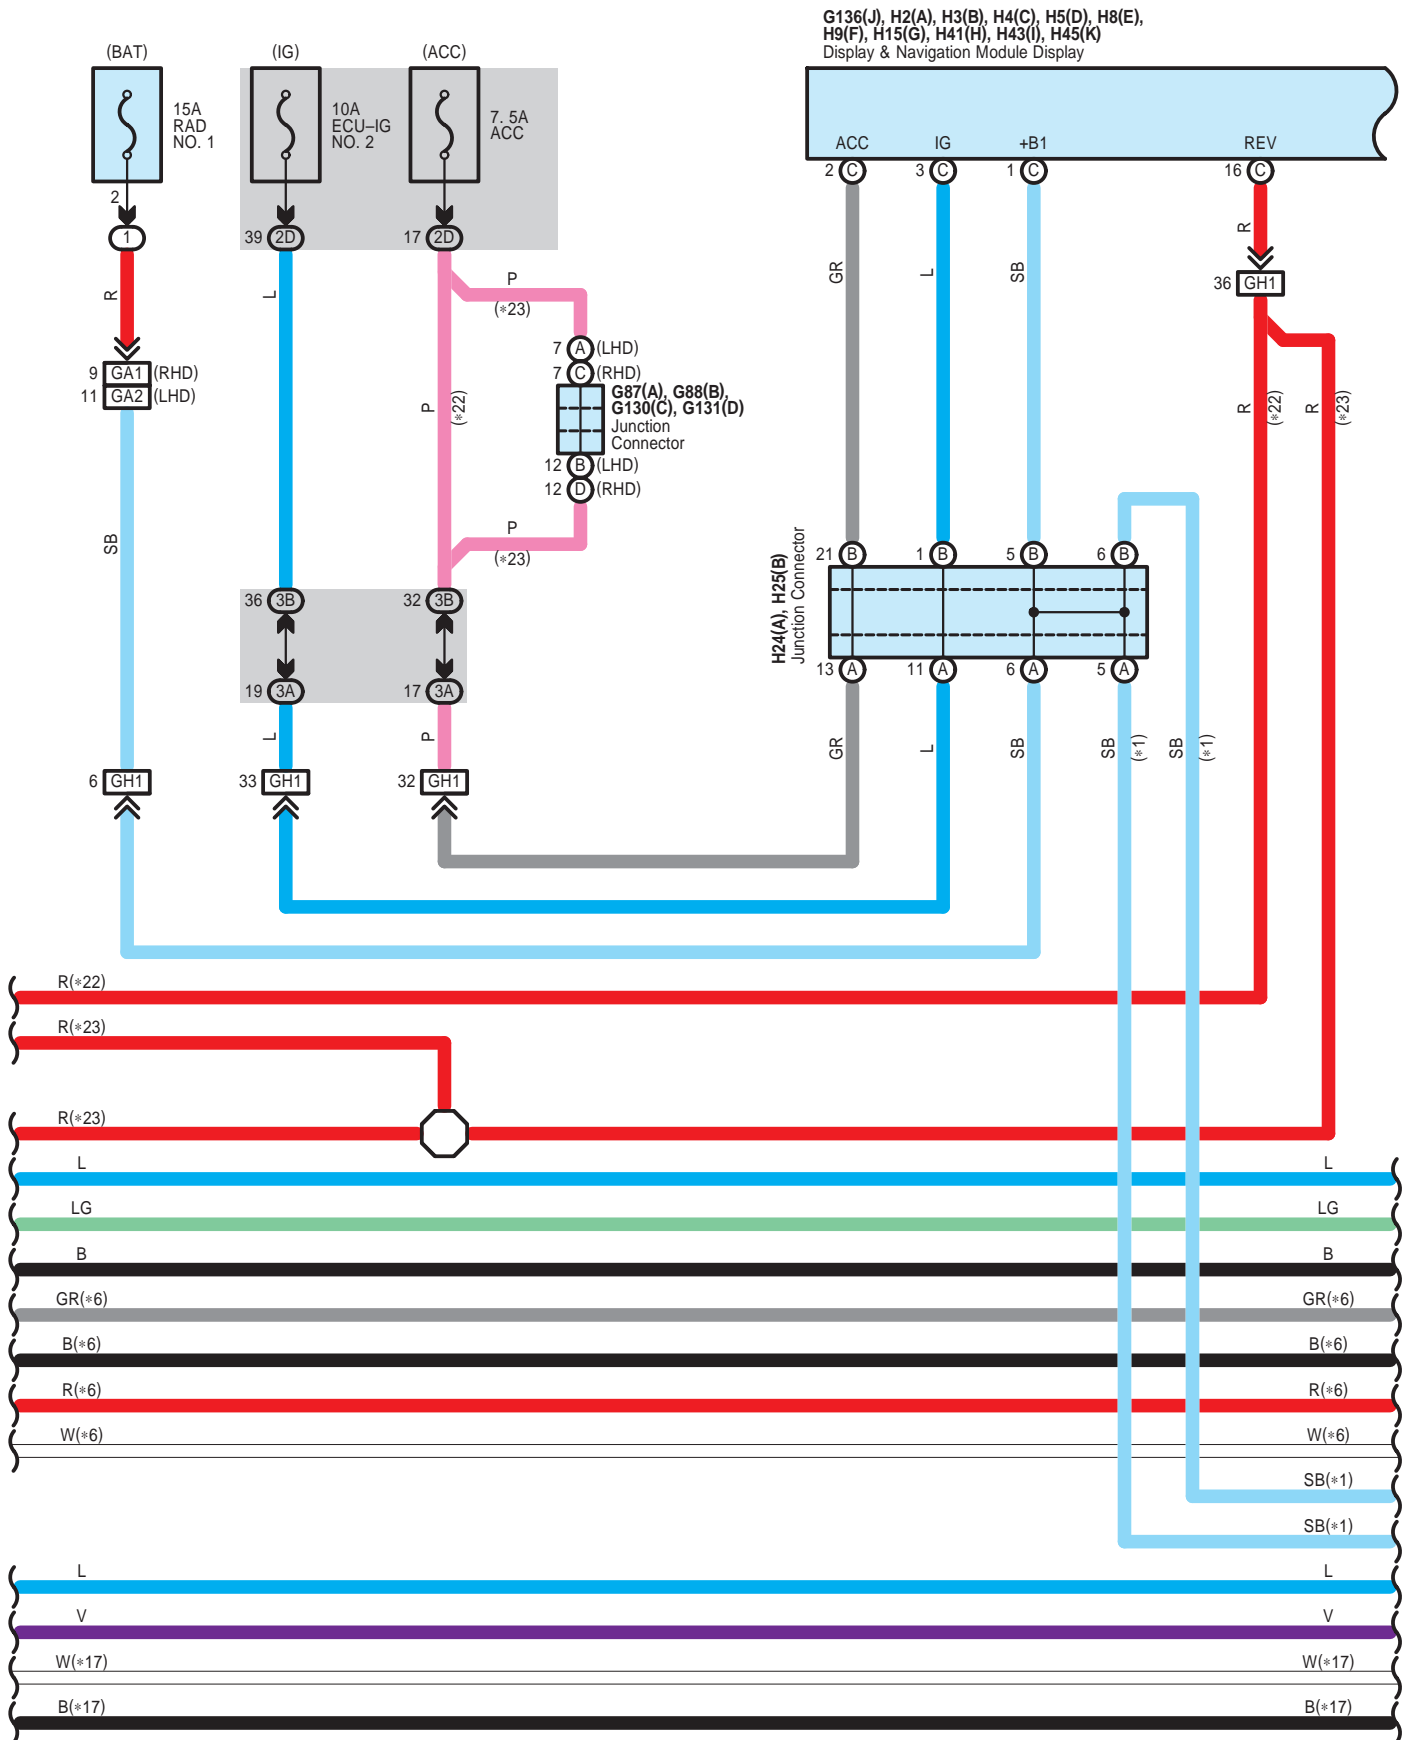 G136(J), H2(A), H3(B), H4(C), H5(D), H8(E),
H9(F), H15(G), H41(H), H43(I), H45(K)
Display & Navigation Module Display
(BAT)
(IG)
(ACC)
15A
RAD
NO. 1
10A
ECU–IG
NO. 2
7. 5A
ACC
ACC
IG
+B1
REV
2 C
3 C
1 C
16 C
2
1
39 2D
17 2D
R
L
P
(*23)
GR
L
SB
R
36 GH1
9 GA1 (RHD)
11 GA2 (LHD)
7 A (LHD)
7 C (RHD)
G87(A), G88(B),
G130(C), G131(D)
Junction
Connector
12 B (LHD)
12 D (RHD)
P
(*22)
R
(*22)
R
(*23)
SB
P
(*23)
21 B
1 B
5 B
6 B
H24(A), H25(B)
Junction Connector
36 3B
32 3B
13 A
11 A
6 A
5 A
19 3A
17 3A
L
P
GR
L
SB
SB
(*1)
SB
(*1)
6 GH1
33 GH1
32 GH1
R(*22)
R(*23)
R(*23)
L
L
LG
LG
B
B
GR(*6)
GR(*6)
B(*6)
B(*6)
R(*6)
R(*6)
W(*6)
W(*6)
SB(*1)
SB(*1)
L
L
V
V
W(*17)
W(*17)
B(*17)
B(*17)